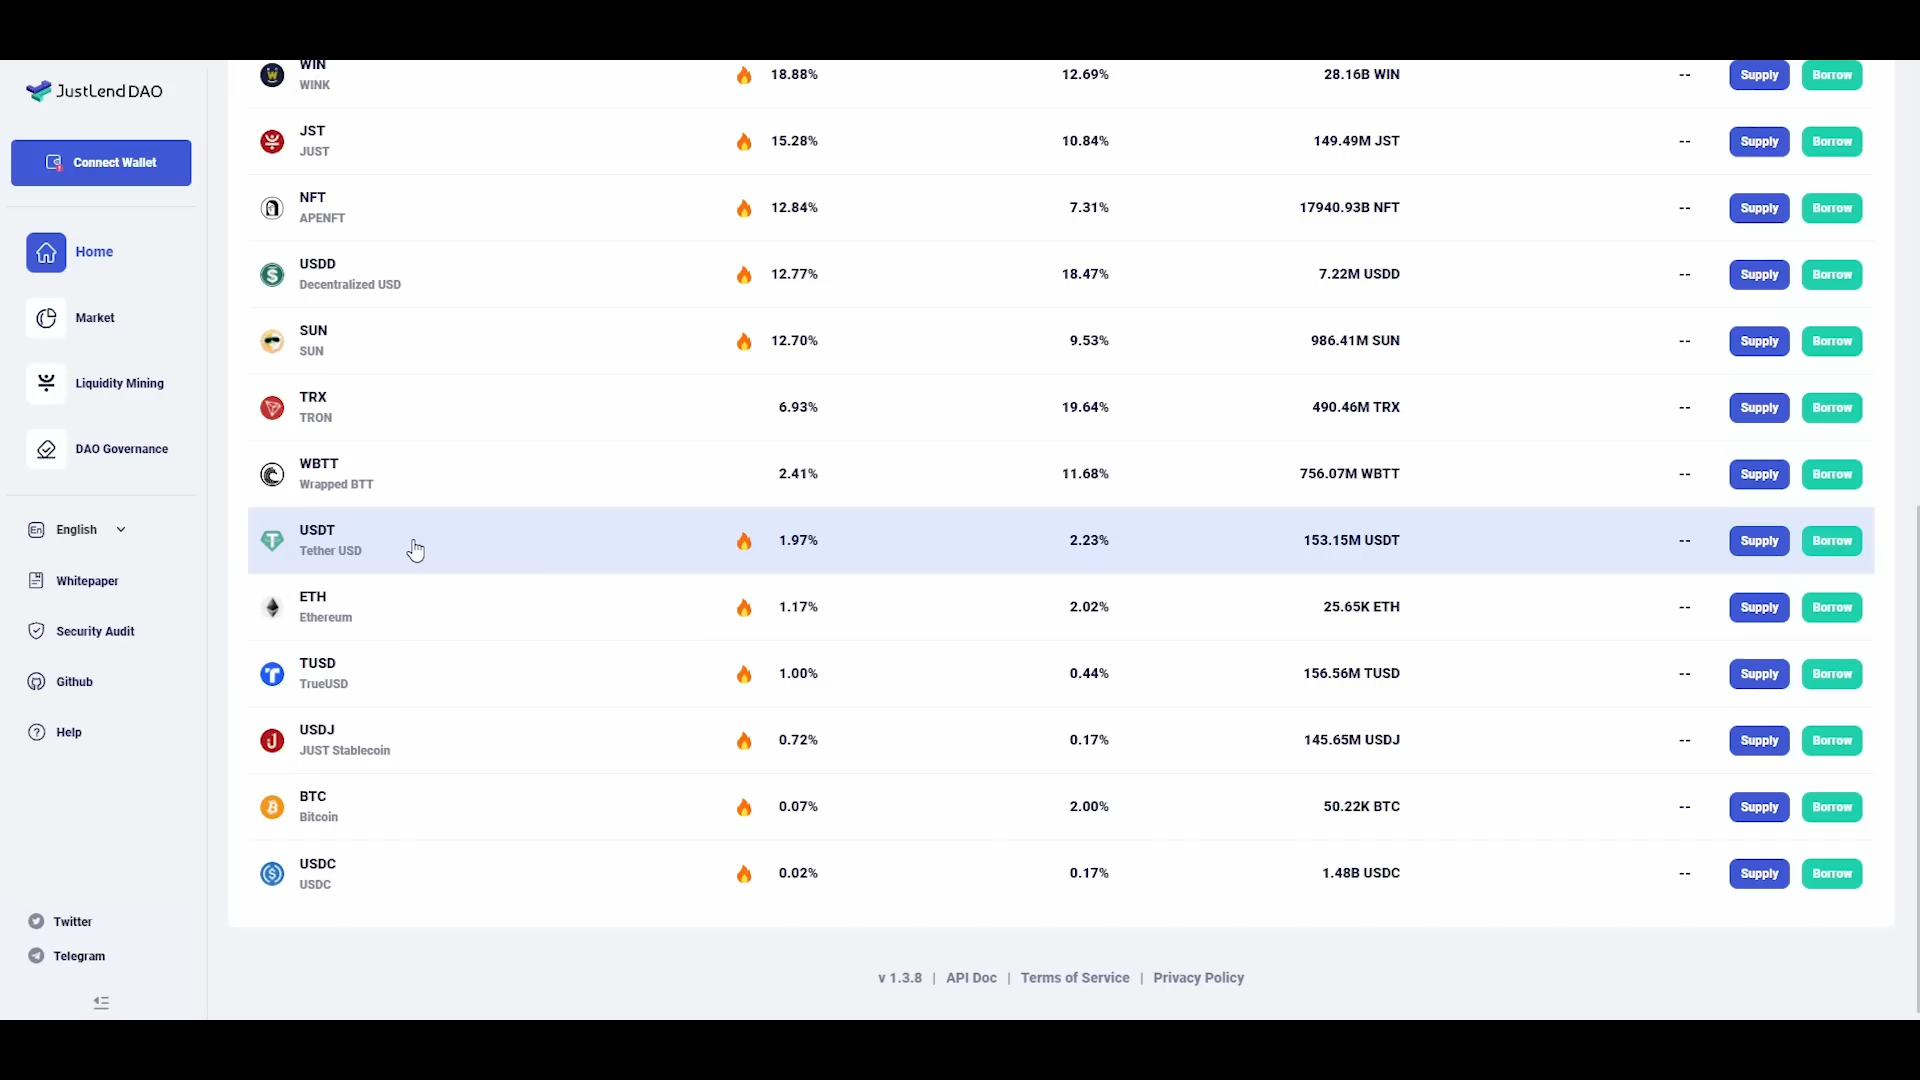 JustLend DAO
Connect Wallet
Home
Market
Liquidity Mining
DAO Governance
En English
Whitepaper
Security Audit
Github
Help
Twitter
Telegram
WIN 18.88% 12.69% 28.16B WIN -- Supply Borrow
WINK
JST 15.28% 10.84% 149.49M JST -- Supply Borrow
JUST
NFT 12.84% 7.31% 17940.93B NFT -- Supply Borrow
APENFT
USDD 12.77% 18.47% 7.22M USDD -- Supply Borrow
Decentralized USD
SUN 12.70% 9.53% 986.41M SUN -- Supply Borrow
SUN
TRX 6.93% 19.64% 490.46M TRX -- Supply Borrow
TRON
WBTT 2.41% 11.68% 756.07M WBTT -- Supply Borrow
Wrapped BTT
USDT 1.97% 2.23% 153.15M USDT -- Supply Borrow
Tether USD
ETH 1.17% 2.02% 25.65K ETH -- Supply Borrow
Ethereum
TUSD 1.00% 0.44% 156.56M TUSD -- Supply Borrow
TrueUSD
USDJ 0.72% 0.17% 145.65M USDJ -- Supply Borrow
JUST Stablecoin
BTC 0.07% 2.00% 50.22K BTC -- Supply Borrow
Bitcoin
USDC 0.02% 0.17% 1.48B USDC -- Supply Borrow
USDC
v 1.3.8 | API Doc | Terms of Service | Privacy Policy